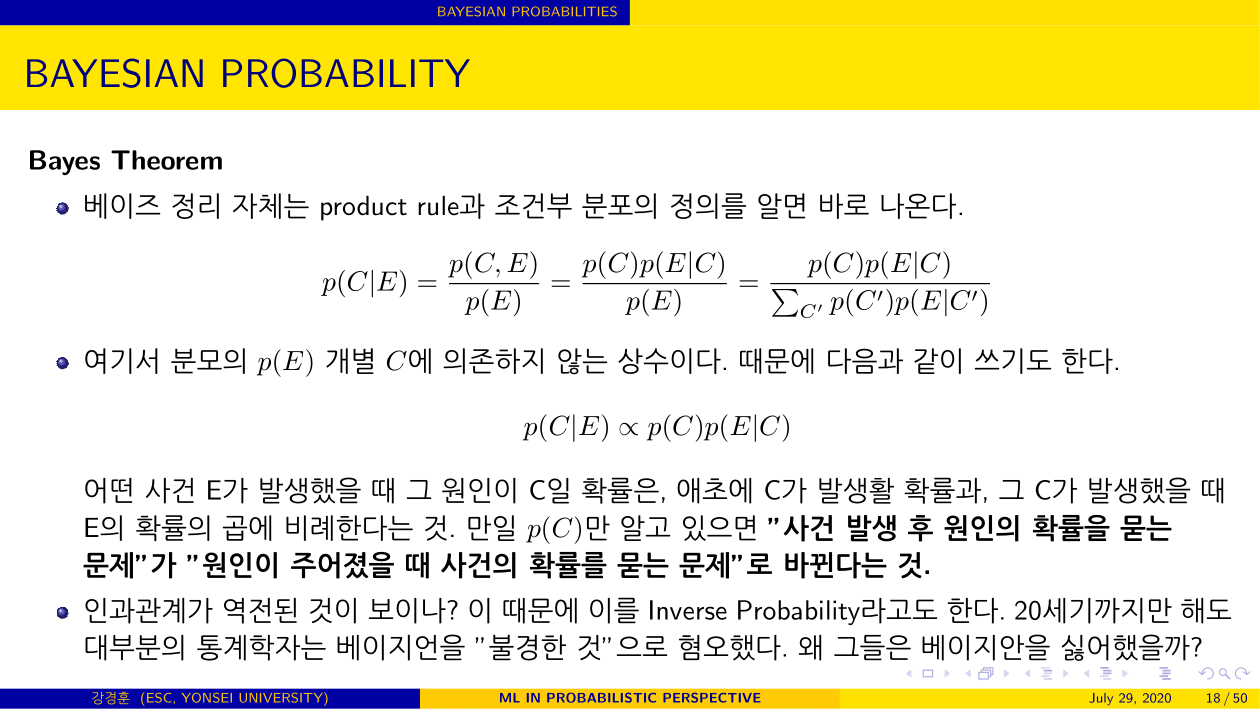 BAYESIAN PROBABILITIES
BAYESIAN PROBABILITY
Bayes Theorem
베이즈 정리 자체는 product rule과 조건부 분포의 정의를 알면 바로 나온다.
p(C|E) = p(C, E) / p(E) = p(C)p(E|C) / p(E) = p(C)p(E|C) / ∑_{C′} p(C′)p(E|C′)
여기서 분모의 p(E) 개별 C에 의존하지 않는 상수이다. 때문에 다음과 같이 쓰기도 한다.
p(C|E) ∝ p(C)p(E|C)
어떤 사건 E가 발생했을 때 그 원인이 C일 확률은, 애초에 C가 발생활 확률과, 그 C가 발생했을 때
E의 확률의 곱에 비례한다는 것. 만일 p(C)만 알고 있으면 ”사건 발생 후 원인의 확률을 묻는
문제”가 ”원인이 주어졌을 때 사건의 확률를 묻는 문제”로 바뀐다는 것.
인과관계가 역전된 것이 보이나? 이 때문에 이를 Inverse Probability라고도 한다. 20세기까지만 해도
대부분의 통계학자는 베이지언을 ”불경한 것”으로 혐오했다. 왜 그들은 베이지안을 싫어했을까?
강경훈 (ESC, YONSEI UNIVERSITY)
ML IN PROBABILISTIC PERSPECTIVE
July 29, 2020
18 / 50